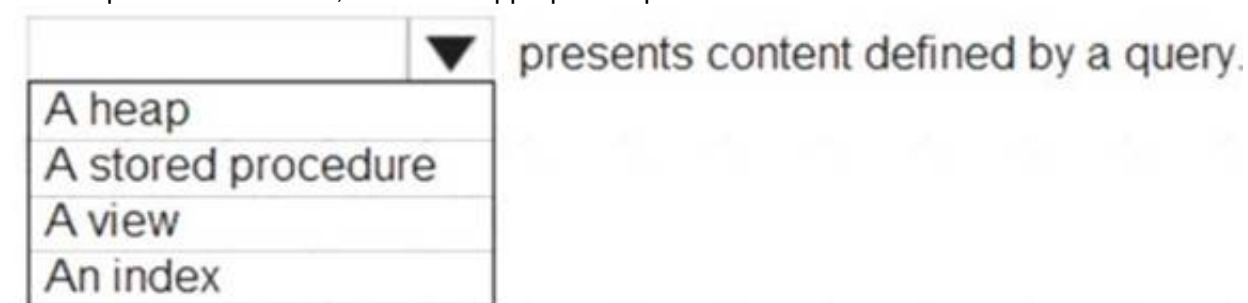 presents content defined by a query.
A heap
A stored procedure
A view
An index